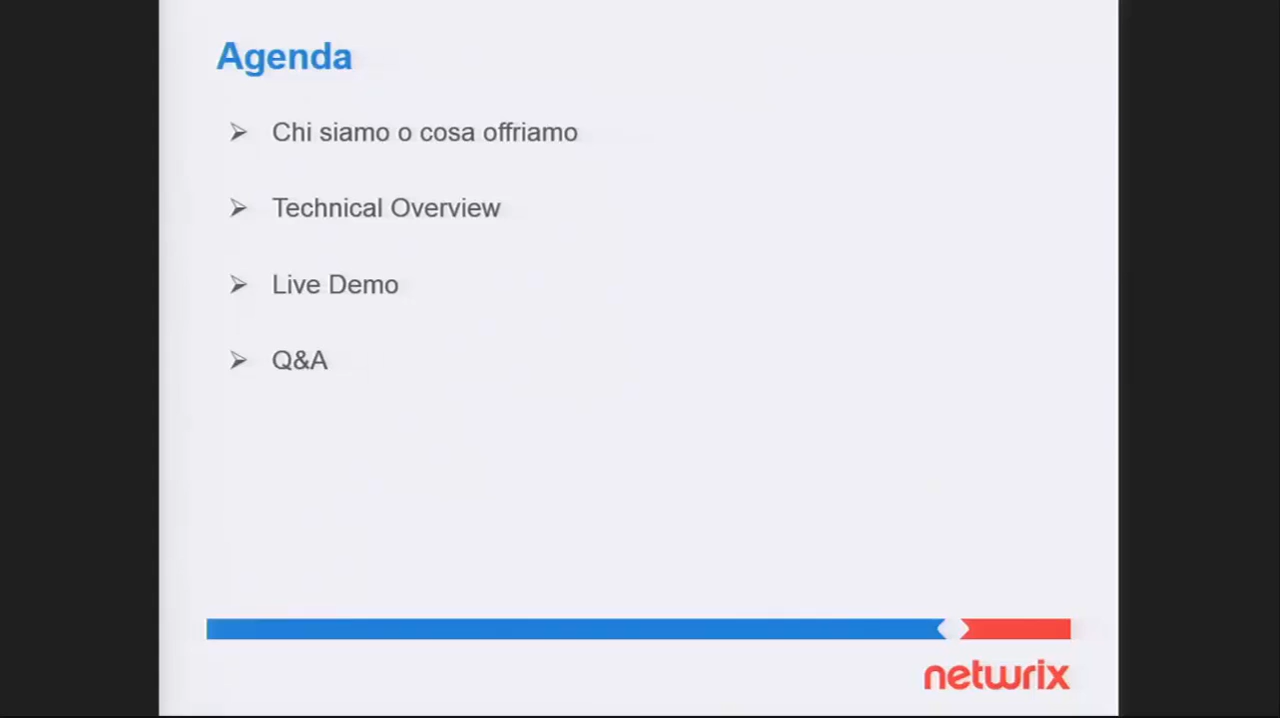 Agenda
Chi siamo o cosa offriamo
Technical Overview
Live Demo
Q&A
netwrix